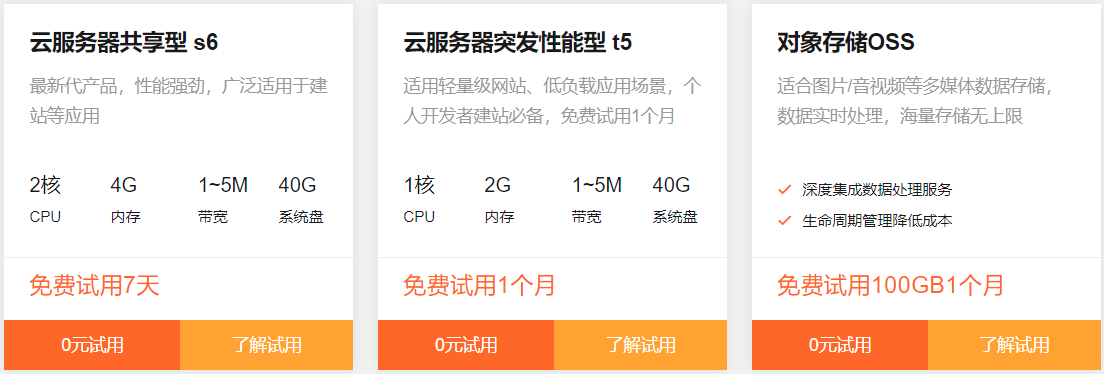 云服务器共享型 s6
最新代产品，性能强劲，广泛适用于建
站等应用
2核 4G 1~5M 40G
CPU 内存 带宽 系统盘
免费试用7天
0元试用 了解试用
云服务器突发性能型 t5
适用轻量级网站、低负载应用场景，个
人开发者建站必备，免费试用1个月
1核 2G 1~5M 40G
CPU 内存 带宽 系统盘
免费试用1个月
0元试用 了解试用
对象存储OSS
适合图片/音视频等多媒体数据存储，
数据实时处理，海量存储无上限
深度集成数据处理服务
生命周期管理降低成本
免费试用100GB1个月
0元试用 了解试用